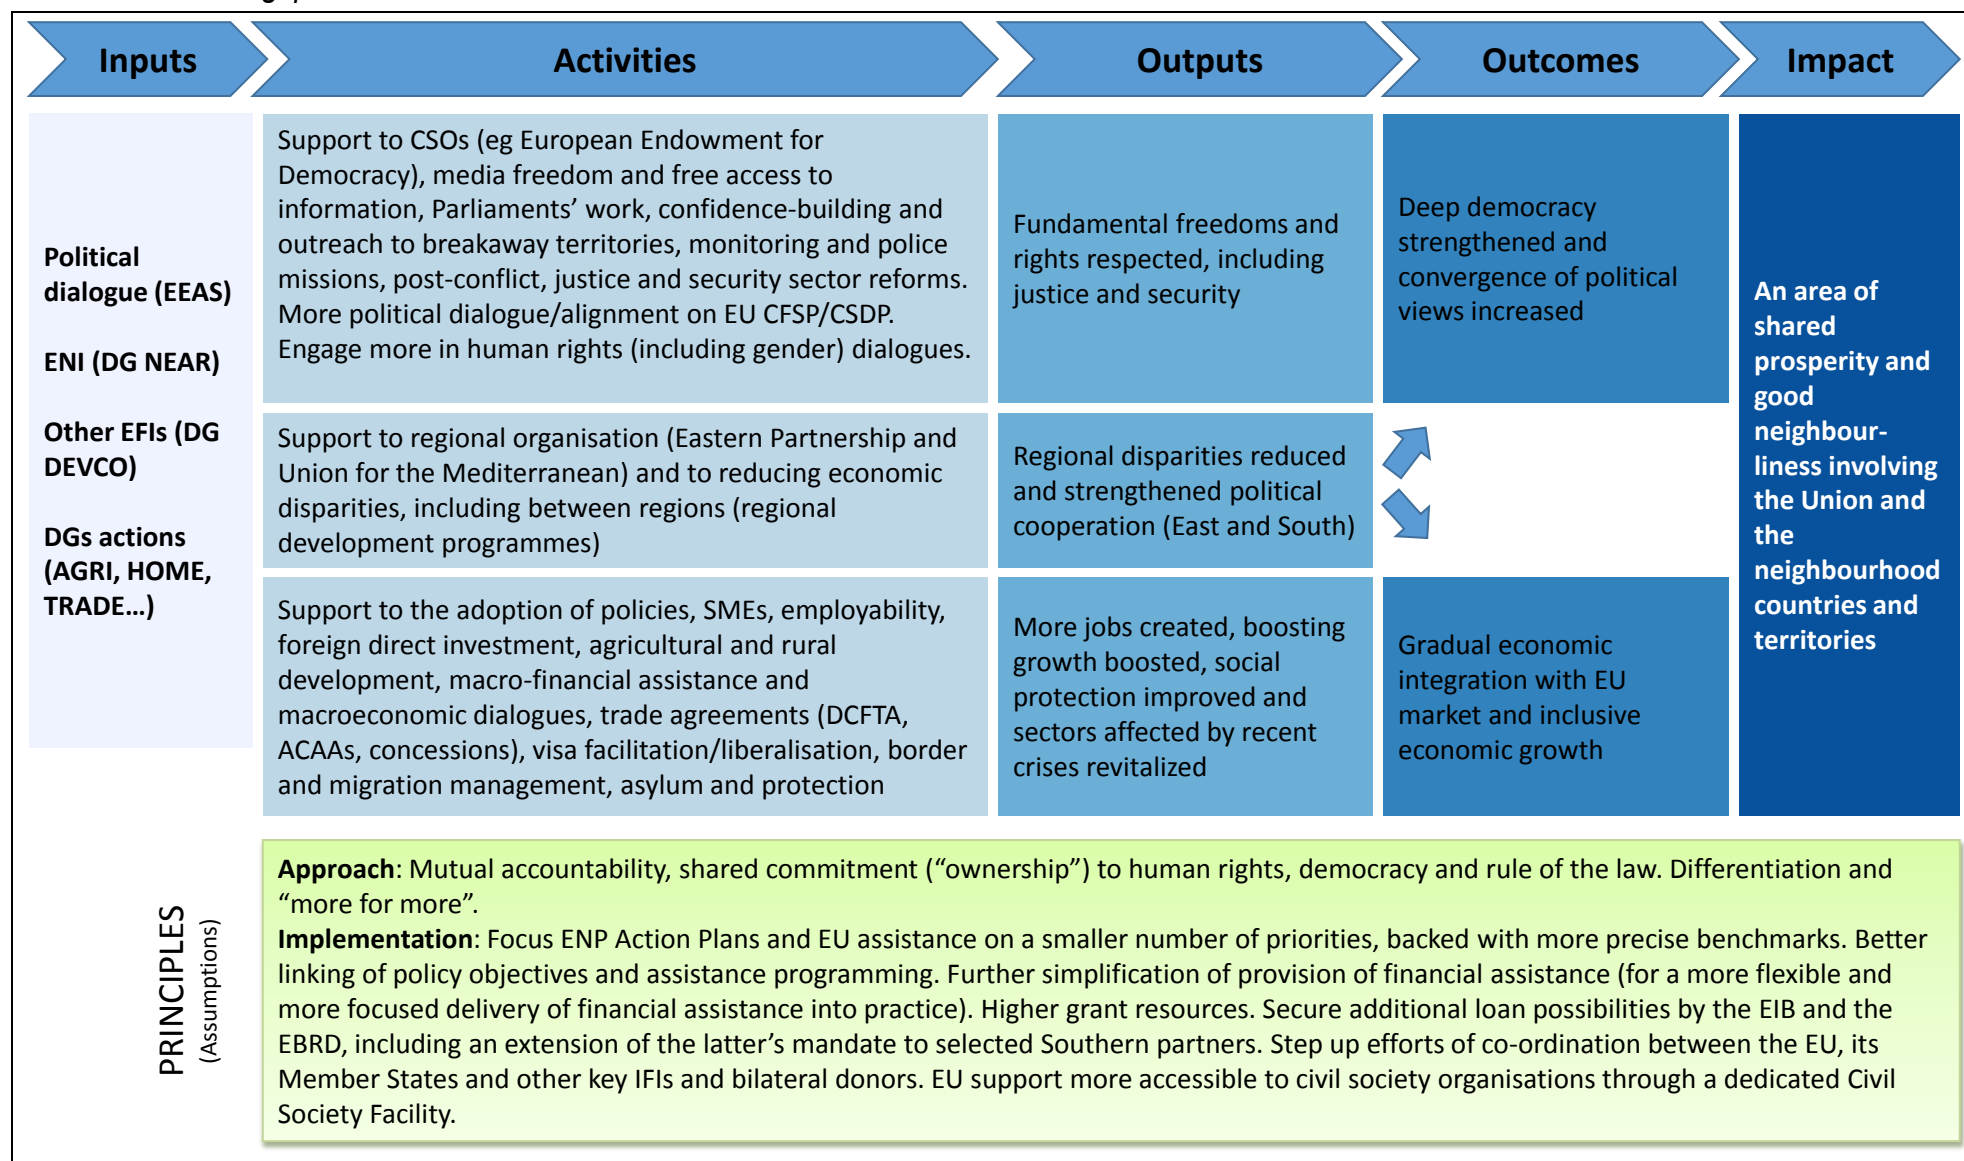 Inputs
Activities
Outputs
Outcomes
Impact
Political
dialogue (EEAS)
ENI (DG NEAR)
Other EFIs (DG
DEVCO)
DGs actions
(AGRI, HOME,
TRADE...)
Support to CSOs (eg European Endowment for
Democracy), media freedom and free access to
information, Parliaments’ work, confidence-building and
outreach to breakaway territories, monitoring and police
missions, post-conflict, justice and security sector reforms.
More political dialogue/alignment on EU CFSP/CSDP.
Engage more in human rights (including gender) dialogues.
Fundamental freedoms and
rights respected, including
justice and security
Deep democracy
strengthened and
convergence of political
views increased
Support to regional organisation (Eastern Partnership and
Union for the Mediterranean) and to reducing economic
disparities, including between regions (regional
development programmes)
Regional disparities reduced
and strengthened political
cooperation (East and South)
Support to the adoption of policies, SMEs, employability,
foreign direct investment, agricultural and rural
development, macro-financial assistance and
macroeconomic dialogues, trade agreements (DCFTA,
ACAAs, concessions), visa facilitation/liberalisation, border
and migration management, asylum and protection
More jobs created, boosting
growth boosted, social
protection improved and
sectors affected by recent
crises revitalized
Gradual economic
integration with EU
market and inclusive
economic growth
An area of
shared
prosperity and
good
neighbour-
liness involving
the Union and
the
neighbourhood
countries and
territories
PRINCIPLES
(Assumptions)
Approach: Mutual accountability, shared commitment (“ownership”) to human rights, democracy and rule of the law. Differentiation and
“more for more”.
Implementation: Focus ENP Action Plans and EU assistance on a smaller number of priorities, backed with more precise benchmarks. Better
linking of policy objectives and assistance programming. Further simplification of provision of financial assistance (for a more flexible and
more focused delivery of financial assistance into practice). Higher grant resources. Secure additional loan possibilities by the EIB and the
EBRD, including an extension of the latter’s mandate to selected Southern partners. Step up efforts of co-ordination between the EU, its
Member States and other key IFIs and bilateral donors. EU support more accessible to civil society organisations through a dedicated Civil
Society Facility.